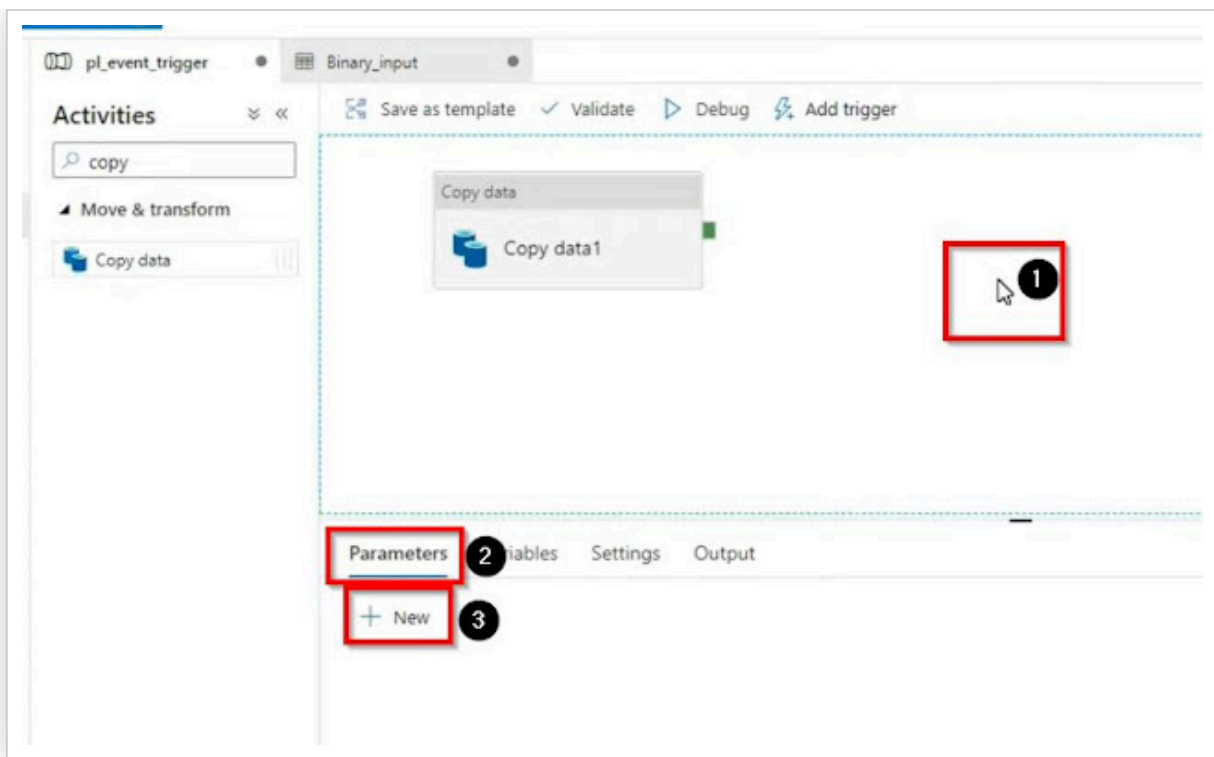 pl_event_trigger
Binary_input
Activities
Save as template
Validate
Debug
Add trigger
copy
Move & transform
Copy data
Copy data
Copy data1
1
Parameters
2
iables
Settings
Output
+ New
3